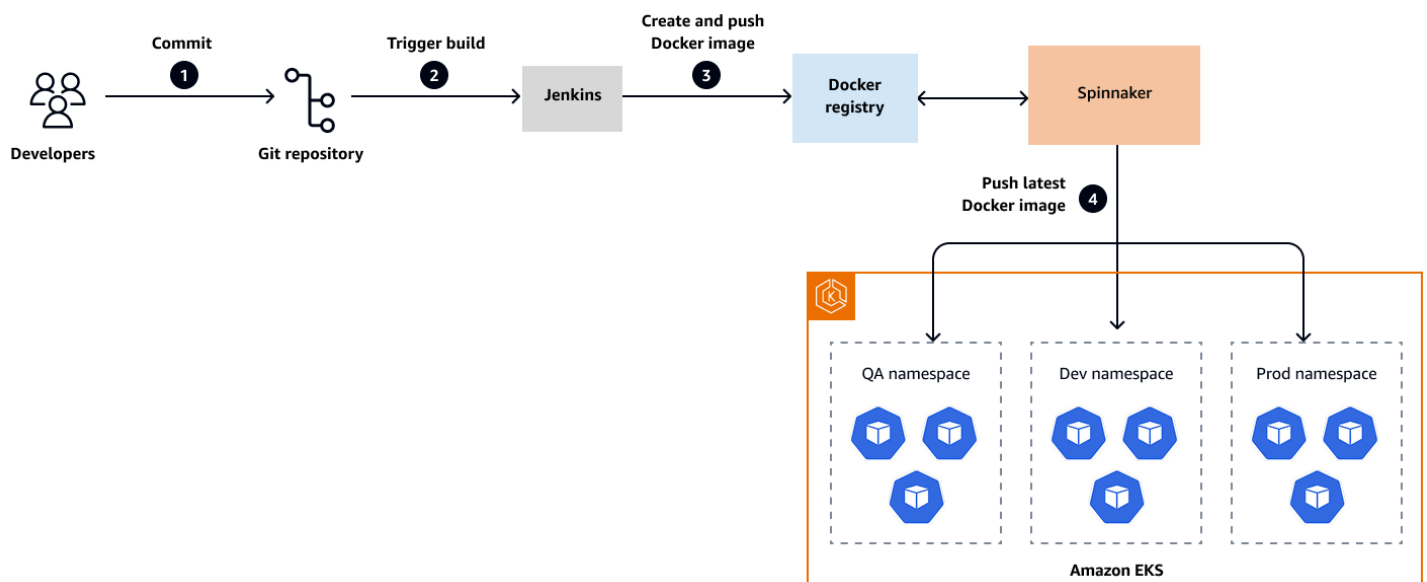 Commit
1
Trigger build
2
Create and push
Docker image
3
Developers
Git repository
Jenkins
Docker
registry
Spinnaker
Push latest
Docker image
4
K
QA namespace
Dev namespace
Prod namespace
Amazon EKS